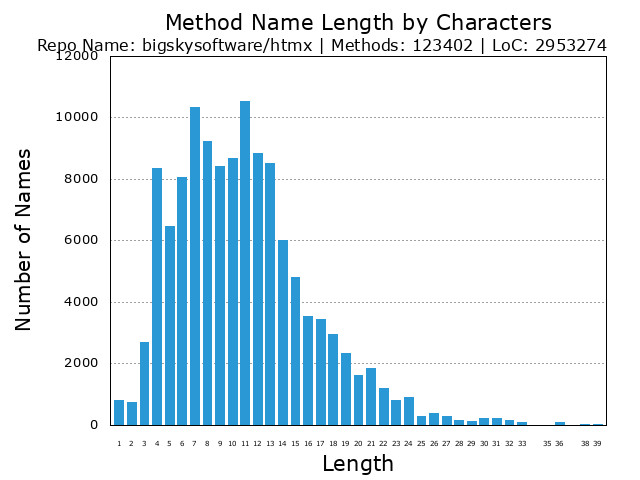 Method Name Length by Characters
Repo Name: bigskysoftware/htmx | Methods: 123402 | LoC: 2953274
12000
10000
8000
6000
4000
2000
0
Number of Names
1 2 3 4 5 6 7 8 9 10 11 12 13 14 15 16 17 18 19 20 21 22 23 24 25 26 27 28 29 30 31 32 33 35 36 38 39
Length